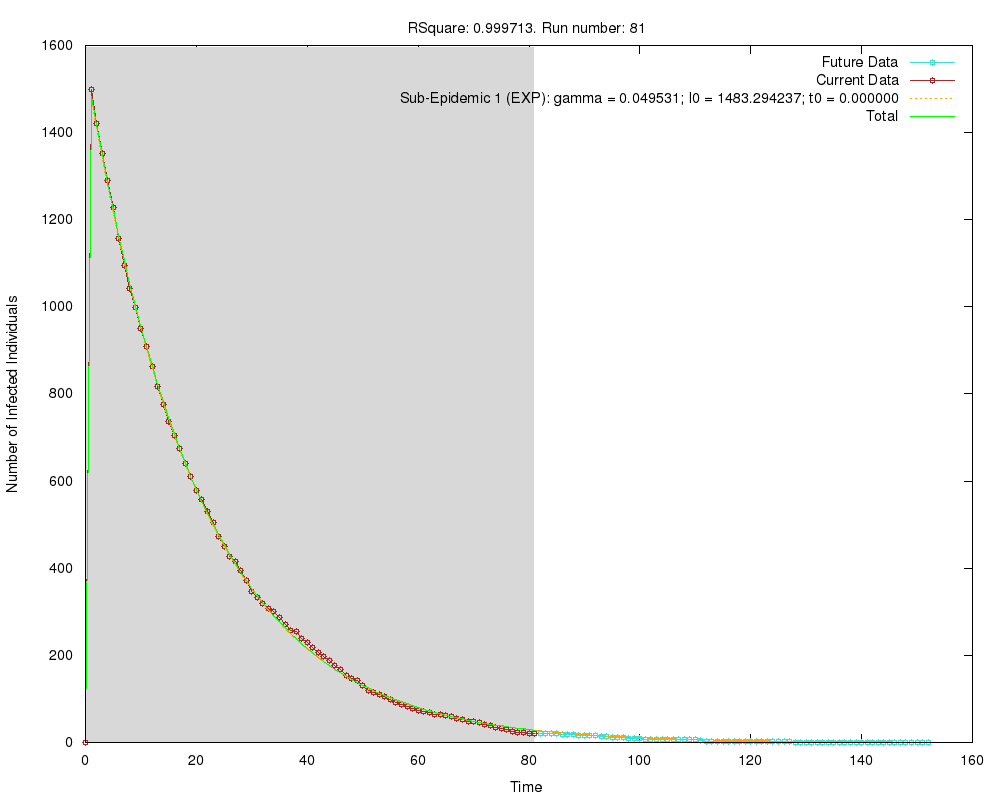 RSquare: 0.999713. Run number: 81
1600
1400
1200
1000
800
600
400
200
0
Number of Infected Individuals
Future Data
Current Data
Sub-Epidemic 1 (EXP): gamma = 0.049531; I0 = 1483.294237; t0 = 0.000000
Total
0 20 40 60 80 100 120 140 160
Time